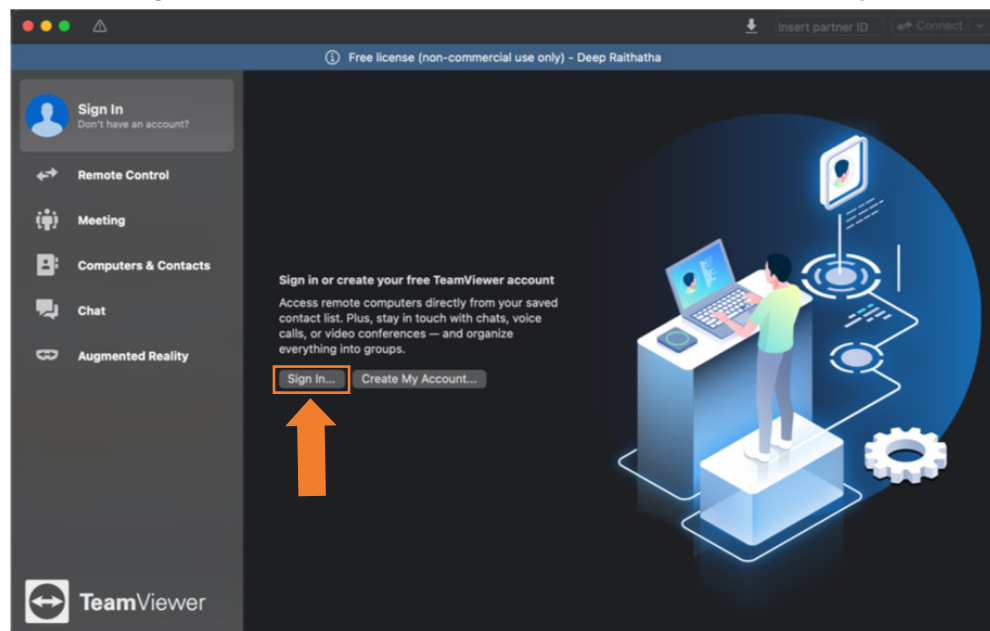 Insert partner ID
Connect
Free license (non-commercial use only) - Deep Raithatha
Sign In
Don't have an account?
Remote Control
Meeting
Computers & Contacts
Chat
Augmented Reality
Sign in or create your free TeamViewer account
Access remote computers directly from your saved
contact list. Plus, stay in touch with chats, voice
calls, or video conferences — and organize
everything into groups.
Sign In... Create My Account...
TeamViewer